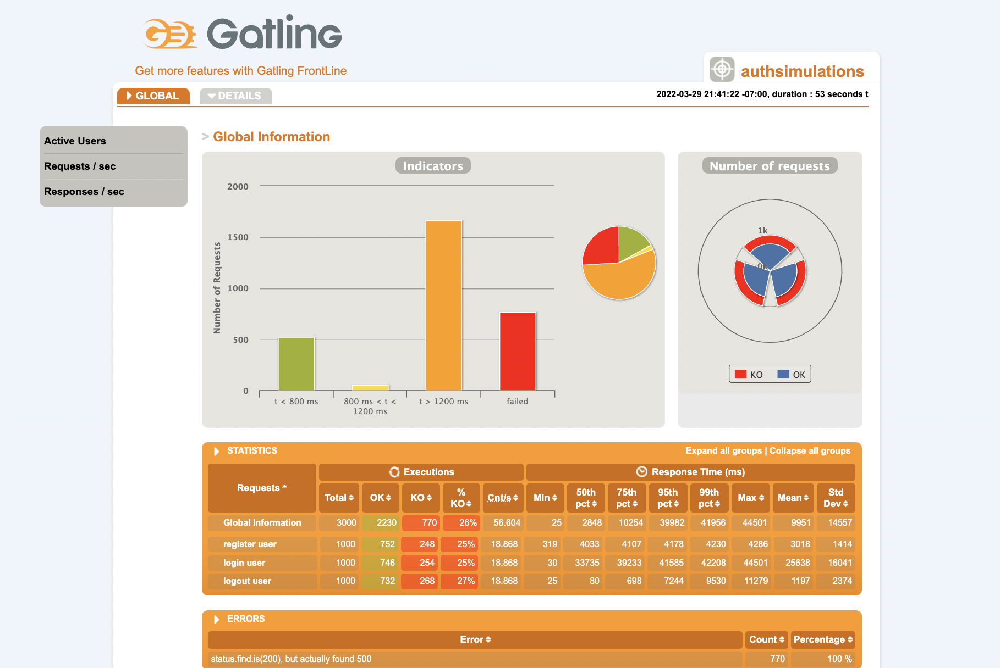 Gatling
Get more features with Gatling FrontLine
authsimulations
GLOBAL
DETAILS
2022-03-29 21:41:22 -07:00, duration : 53 seconds t
Active Users
Requests / sec
Responses / sec
> Global Information
Indicators
Number of Requests
2000
1500
1000
500
0
t < 800 ms
800 ms < t <
1200 ms
t > 1200 ms
failed
Number of requests
1k
0k
KO OK
STATISTICS
Expand all groups | Collapse all groups
Requests
Executions
Response Time (ms)
Total OK KO % KO Cnt/s Min 50th pct 75th pct 95th pct 99th pct Max Mean Std Dev
Global Information 3000 2230 770 26% 56.604 25 2848 10254 39982 41956 44501 9951 14557
register user 1000 752 248 25% 18.868 319 4033 4107 4178 4230 4286 3018 1414
login user 1000 746 254 25% 18.868 30 33735 39233 41585 42208 44501 25638 16041
logout user 1000 732 268 27% 18.868 25 80 698 7244 9530 11279 1197 2374
ERRORS
Error Count Percentage
status.find.is(200), but actually found 500 770 100 %